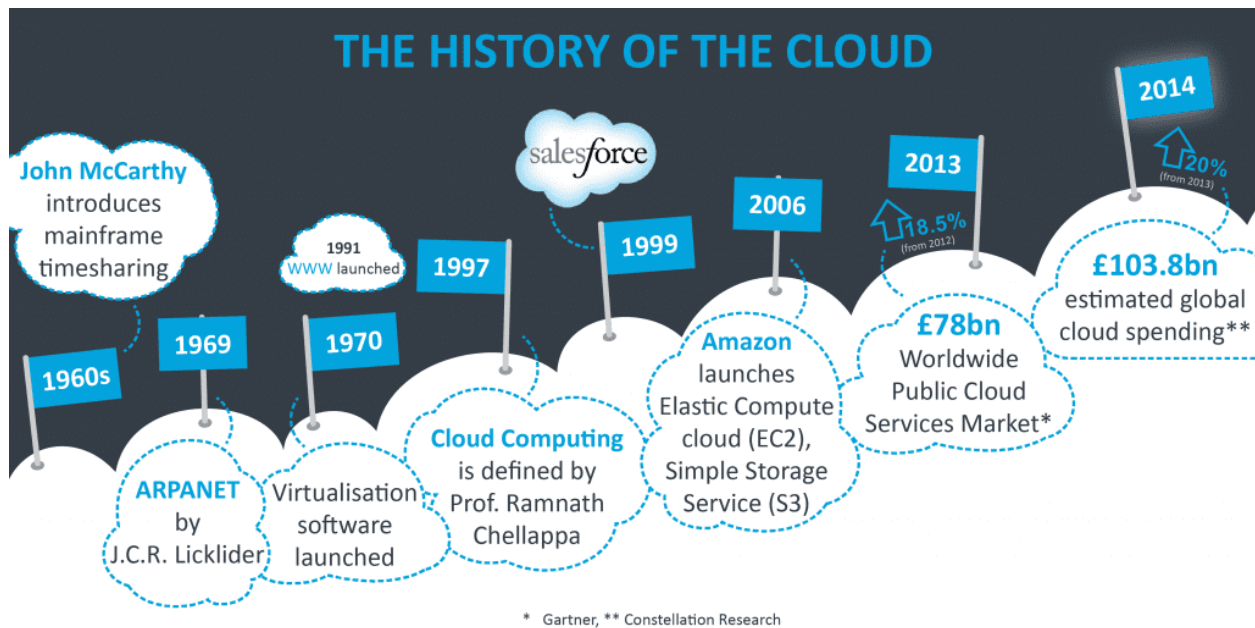 THE HISTORY OF THE CLOUD
1960s
John McCarthy
introduces
mainframe
timesharing
1969
ARPANET
by
J.C.R. Licklider
1970
Virtualisation
software
launched
1991
WWW launched
1997
Cloud Computing
is defined by
Prof. Ramnath
Chellappa
1999
salesforce
2006
Amazon
launches
Elastic Compute
cloud (EC2),
Simple Storage
Service (S3)
2013
18.5%
(from 2012)
£78bn
Worldwide
Public Cloud
Services Market*
2014
20%
(from 2013)
£103.8bn
estimated global
cloud spending**
* Gartner, ** Constellation Research